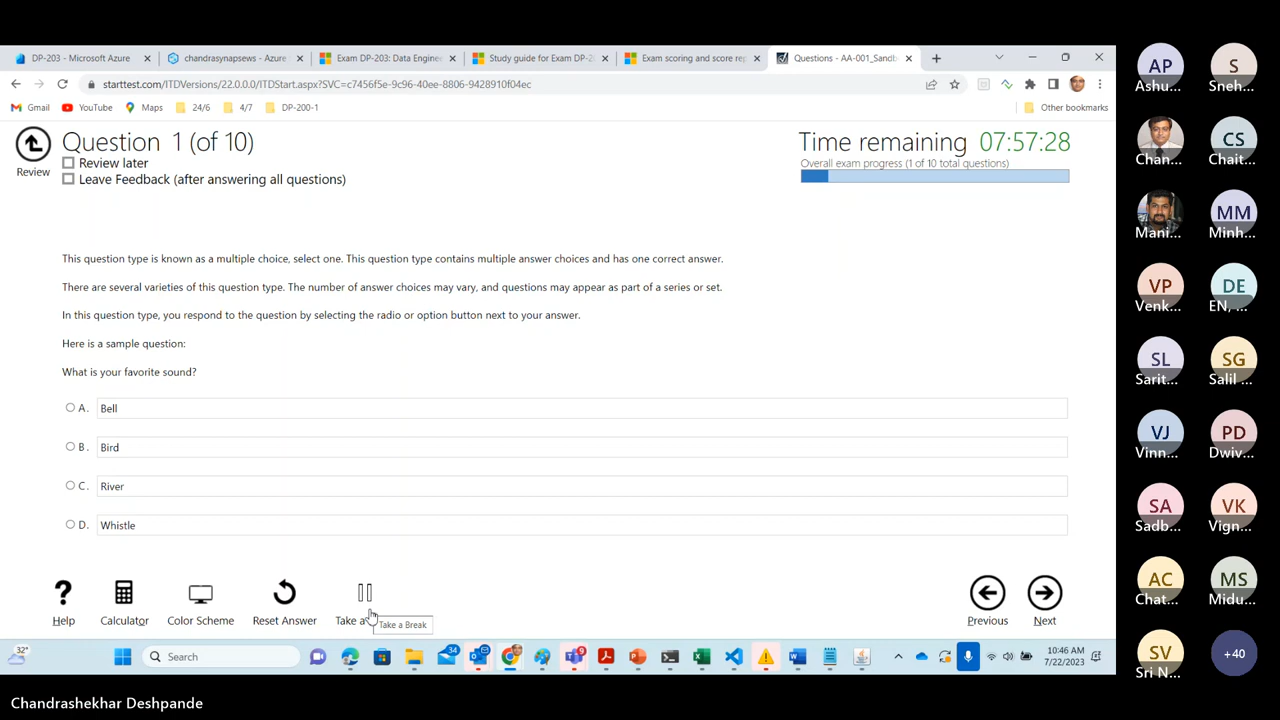 DP-203 - Microsoft Azure
chandrasynapsews - Azure
Exam DP-203: Data Enginee
Study guide for Exam DP-2
Exam scoring and score rep
Questions - AA-001_Sandb
starttest.com/ITDVersions/22.0.0.0/ITDStart.aspx?SVC=c7456f5e-9c96-40ee-8806-9428910f04ec
Gmail
YouTube
Maps
24/6
4/7
DP-200-1
Other bookmarks
Review
Question 1 (of 10)
Review later
Leave Feedback (after answering all questions)
Time remaining 07:57:28
Overall exam progress (1 of 10 total questions)
This question type is known as a multiple choice, select one. This question type contains multiple answer choices and has one correct answer.
There are several varieties of this question type. The number of answer choices may vary, and questions may appear as part of a series or set.
In this question type, you respond to the question by selecting the radio or option button next to your answer.
Here is a sample question:
What is your favorite sound?
A. Bell
B. Bird
C. River
D. Whistle
Help
Calculator
Color Scheme
Reset Answer
Take a
Take a Break
Previous
Next
32°
Search
34
9
10:46 AM
7/22/2023
AP
Ashu...
S
Sneh...
Chan...
CS
Chait...
Mani...
MM
Minh...
VP
Venk...
DE
EN, ...
SL
Sarit...
SG
Salil ...
VJ
Vinn...
PD
Dwiv...
SA
Sadb...
VK
Vign...
AC
Chat...
MS
Midu...
SV
Sri N...
+40
Chandrashekhar Deshpande